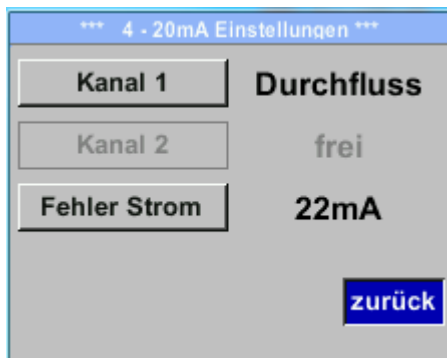 *** 4 - 20mA Einstellungen ***
Kanal 1 Durchfluss
Kanal 2 frei
Fehler Strom 22mA
zurück